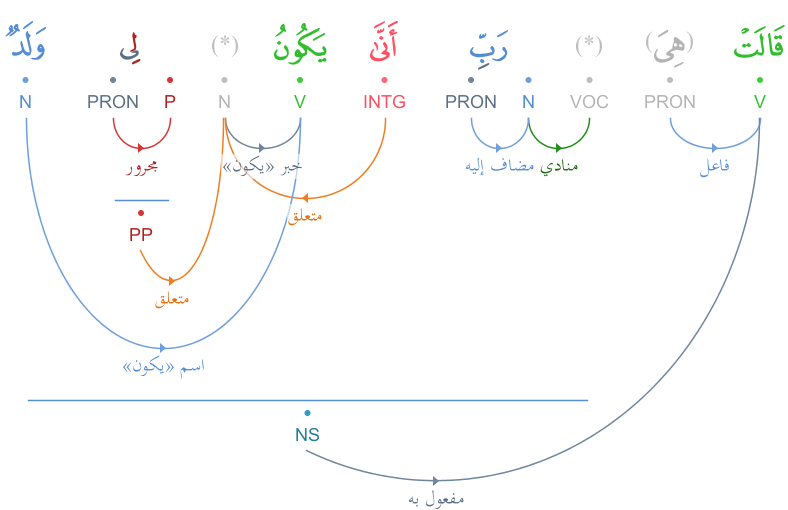 قَالَتْ (هِيَ) (*) رَبِّ أَنَّىٰ يَكُونُ (*) لِى وَلَدٌ
V PRON VOC N PRON INTG V N P PRON N
فاعل منادي مضاف إليه خبر «يكون» مجرور
متعلق
PP
متعلق
اسم «يكون»
NS
مفعول به